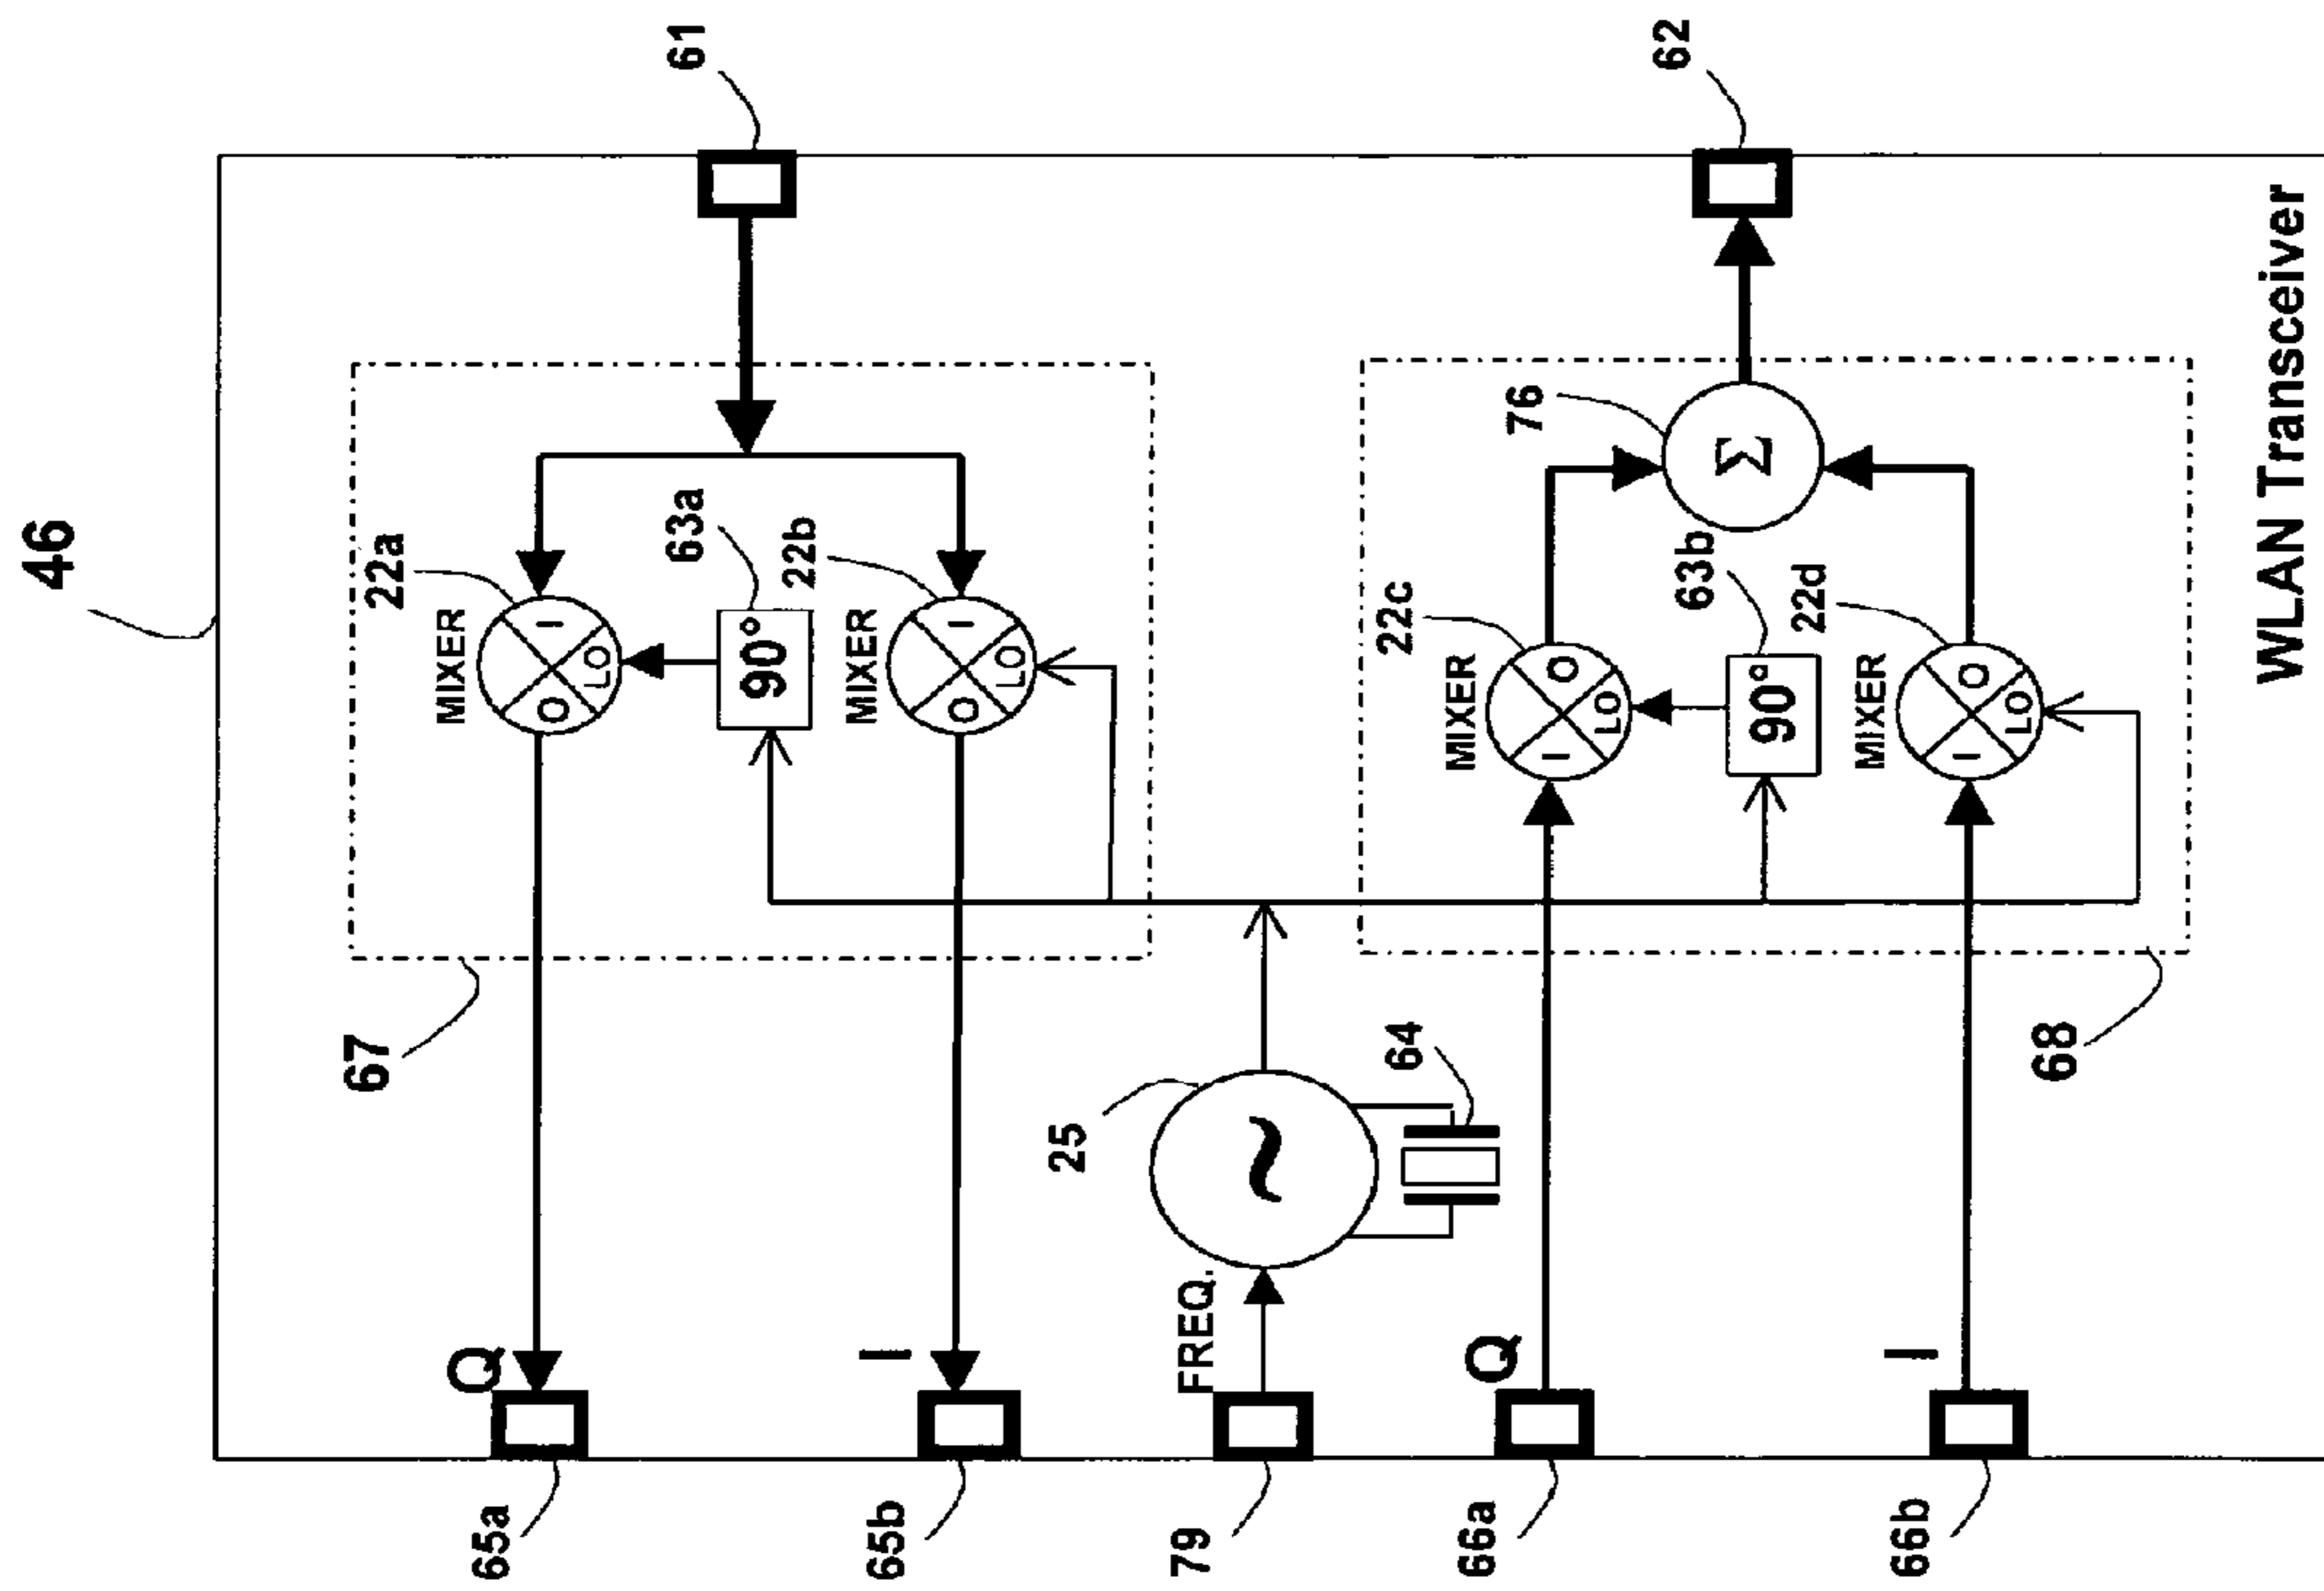 46
61
62
67
22a
MIXER
I
LO
O
63a
90°
22b
MIXER
I
LO
O
Q
65a
I
65b
FREQ.
79
25
~
64
68
76
Σ
22c
MIXER
O
LO
I
63b
90°
22d
MIXER
O
LO
I
Q
66a
I
66b
WLAN Transceiver